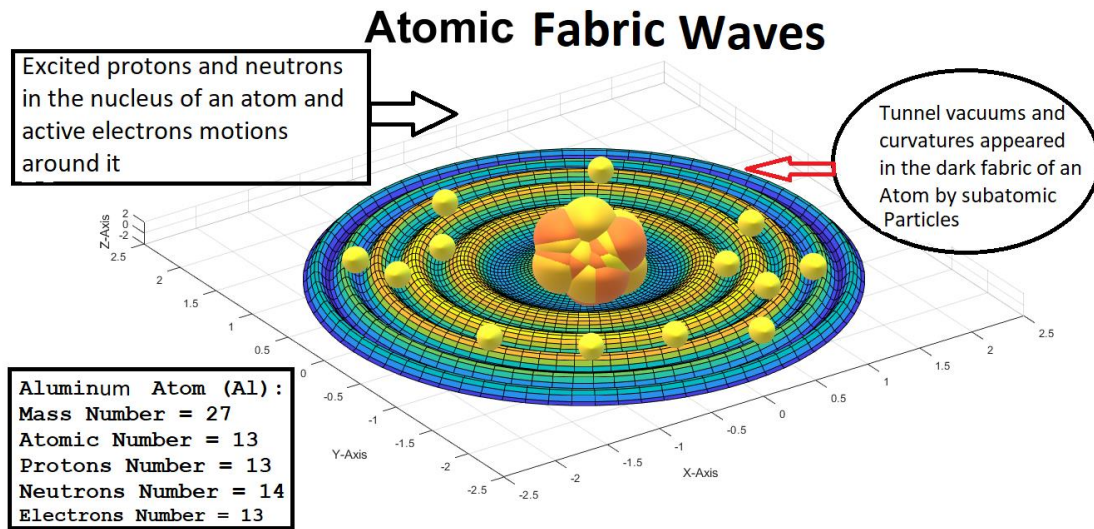 Atomic Fabric Waves
Excited protons and neutrons
in the nucleus of an atom and
active electrons motions
around it
Tunnel vacuums and
curvatures appeared
in the dark fabric of an
Atom by subatomic
Particles
Z-Axis
2
0
-2
2.5
2
1.5
1
0.5
0
-0.5
-1
-1.5
-2
-2.5
Y-Axis
-2.5
-2
-1.5
-1
-0.5
0
0.5
1
1.5
2
2.5
X-Axis
Aluminum Atom (Al):
Mass Number = 27
Atomic Number = 13
Protons Number = 13
Neutrons Number = 14
Electrons Number = 13